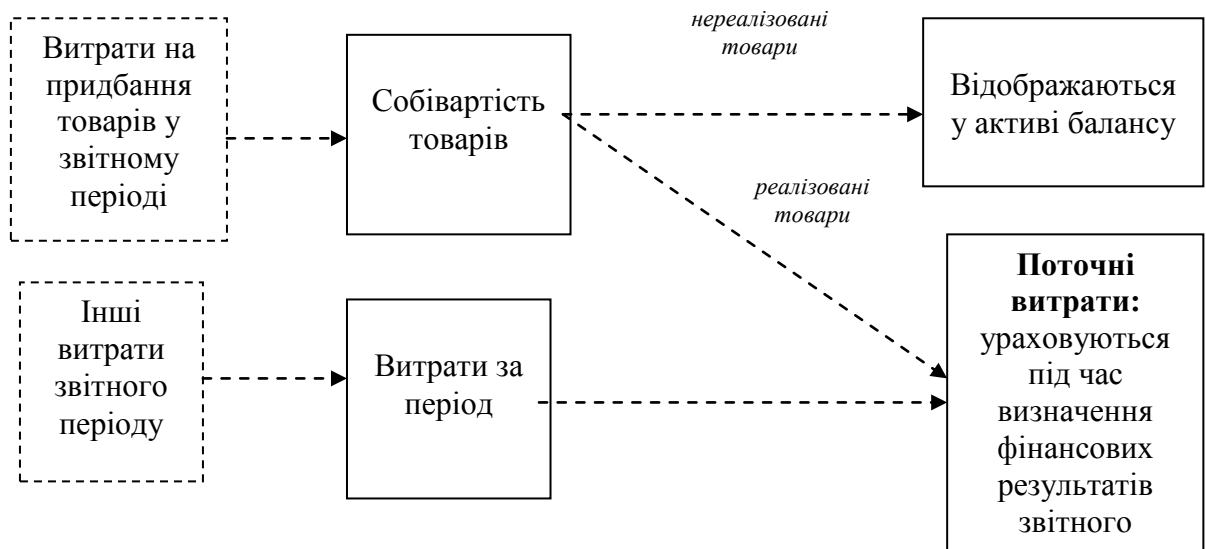 Витрати на
придбання
товарів у
звітному
періоді
Собівартість
товарів
нереалізовані
товари
Відображаються
у активі балансу
реалізовані
товари
Інші
витрати
звітного
періоду
Витрати за
період
Поточні
витрати:
ураховуються
під час
визначення
фінансових
результатів
звітного